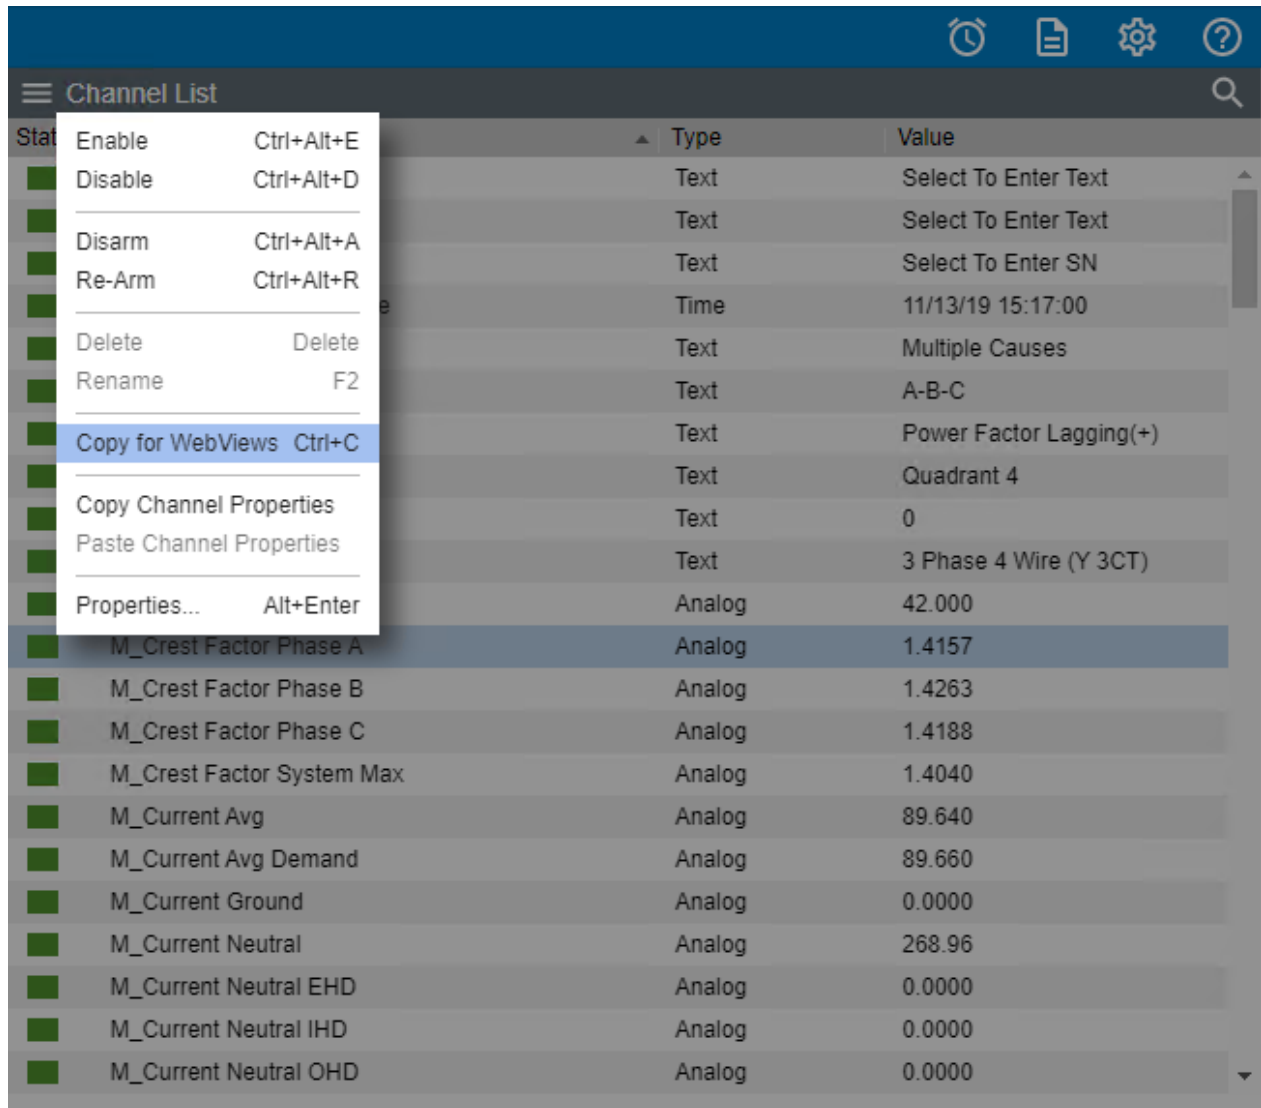 Channel List
Stat Type Value
Enable Ctrl+Alt+E
Disable Ctrl+Alt+D
Disarm Ctrl+Alt+A
Re-Arm Ctrl+Alt+R
Delete Delete
Rename F2
Copy for WebViews Ctrl+C
Copy Channel Properties
Paste Channel Properties
Properties... Alt+Enter
Text Select To Enter Text
Text Select To Enter Text
Text Select To Enter SN
e Time 11/13/19 15:17:00
Text Multiple Causes
Text A-B-C
Text Power Factor Lagging(+)
Text Quadrant 4
Text 0
Text 3 Phase 4 Wire (Y 3CT)
Analog 42.000
M_Crest Factor Phase A Analog 1.4157
M_Crest Factor Phase B Analog 1.4263
M_Crest Factor Phase C Analog 1.4188
M_Crest Factor System Max Analog 1.4040
M_Current Avg Analog 89.640
M_Current Avg Demand Analog 89.660
M_Current Ground Analog 0.0000
M_Current Neutral Analog 268.96
M_Current Neutral EHD Analog 0.0000
M_Current Neutral IHD Analog 0.0000
M_Current Neutral OHD Analog 0.0000